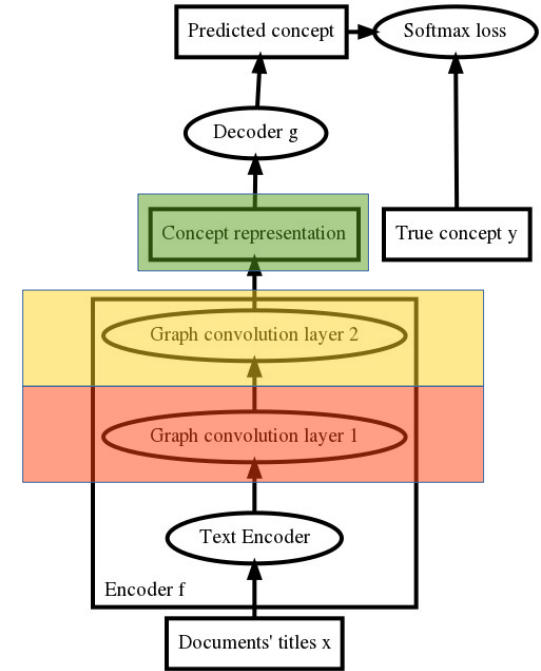 Predicted concept
Softmax loss
Decoder g
Concept representation
True concept y
Graph convolution layer 2
Graph convolution layer 1
Text Encoder
Encoder f
Documents' titles x